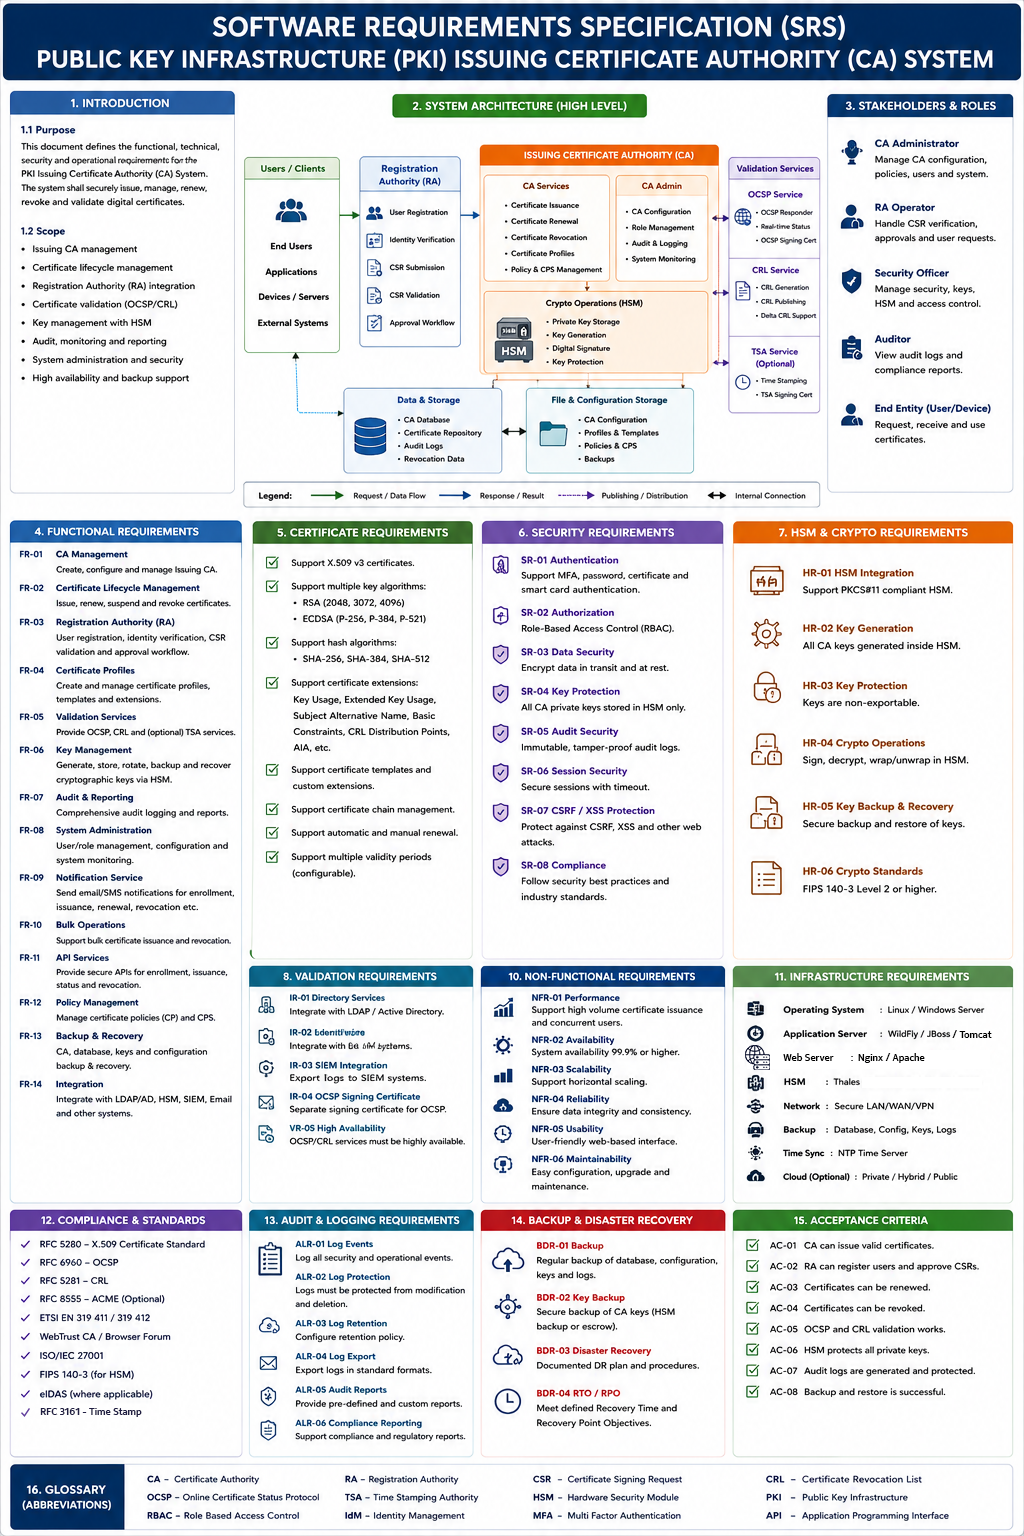 SOFTWARE REQUIREMENTS SPECIFICATION (SRS)
PUBLIC KEY INFRASTRUCTURE (PKI) ISSUING CERTIFICATE AUTHORITY (CA) SYSTEM
1. INTRODUCTION
1.1 Purpose
This document defines the functional, technical,
security and operational requirements for the
PKI Issuing Certificate Authority (CA) System.
The system shall securely issue, manage, renew,
revoke and validate digital certificates.
1.2 Scope
• Issuing CA management
• Certificate lifecycle management
• Registration Authority (RA) integration
• Certificate validation (OCSP/CRL)
• Key management with HSM
• Audit, monitoring and reporting
• System administration and security
• High availability and backup support
2. SYSTEM ARCHITECTURE (HIGH LEVEL)
Users / Clients
End Users
Applications
Devices / Servers
External Systems
Registration
Authority (RA)
User Registration
Identity Verification
CSR Submission
CSR Validation
Approval Workflow
ISSUING CERTIFICATE AUTHORITY (CA)
CA Services
• Certificate Issuance
• Certificate Renewal
• Certificate Revocation
• Certificate Profiles
• Policy & CPS Management
CA Admin
• CA Configuration
• Role Management
• Audit & Logging
• System Monitoring
Crypto Operations (HSM)
HSM
• Private Key Storage
• Key Generation
• Digital Signature
• Key Protection
Validation Services
OCSP Service
• OCSP Responder
• Real-time Status
• OCSP Signing Cert
CRL Service
• CRL Generation
• CRL Publishing
• Delta CRL Support
TSA Service
(Optional)
• Time Stamping
• TSA Signing Cert
Data & Storage
• CA Database
• Certificate Repository
• Audit Logs
• Revocation Data
File & Configuration Storage
• CA Configuration
• Profiles & Templates
• Policies & CPS
• Backups
Legend:
Request / Data Flow
Response / Result
Publishing / Distribution
Internal Connection
3. STAKEHOLDERS & ROLES
CA Administrator
Manage CA configuration,
policies, users and system.
RA Operator
Handle CSR verification,
approvals and user requests.
Security Officer
Manage security, keys,
HSM and access control.
Auditor
View audit logs and
compliance reports.
End Entity (User/Device)
Request, receive and use
certificates.
4. FUNCTIONAL REQUIREMENTS
FR-01 CA Management
Create, configure and manage Issuing CA.
FR-02 Certificate Lifecycle Management
Issue, renew, suspend and revoke certificates.
FR-03 Registration Authority (RA)
User registration, identity verification, CSR
validation and approval workflow.
FR-04 Certificate Profiles
Create and manage certificate profiles,
templates and extensions.
FR-05 Validation Services
Provide OCSP, CRL and (optional) TSA services.
FR-06 Key Management
Generate, store, rotate, backup and recover
cryptographic keys via HSM.
FR-07 Audit & Reporting
Comprehensive audit logging and reports.
FR-08 System Administration
User/role management, configuration and
system monitoring.
FR-09 Notification Service
Send email/SMS notifications for enrollment,
issuance, renewal, revocation etc.
FR-10 Bulk Operations
Support bulk certificate issuance and revocation.
FR-11 API Services
Provide secure APIs for enrollment, issuance,
status and revocation.
FR-12 Policy Management
Manage certificate policies (CP) and CPS.
FR-13 Backup & Recovery
CA, database, keys and configuration
backup & recovery.
FR-14 Integration
Integrate with LDAP/AD, HSM, SIEM, Email
and other systems.
5. CERTIFICATE REQUIREMENTS
Support X.509 v3 certificates.
Support multiple key algorithms:
• RSA (2048, 3072, 4096)
• ECDSA (P-256, P-384, P-521)
Support hash algorithms:
• SHA-256, SHA-384, SHA-512
Support certificate extensions:
Key Usage, Extended Key Usage,
Subject Alternative Name, Basic
Constraints, CRL Distribution Points,
AIA, etc.
Support certificate templates and
custom extensions.
Support certificate chain management.
Support automatic and manual renewal.
Support multiple validity periods
(configurable).
6. SECURITY REQUIREMENTS
SR-01 Authentication
Support MFA, password, certificate and
smart card authentication.
SR-02 Authorization
Role-Based Access Control (RBAC).
SR-03 Data Security
Encrypt data in transit and at rest.
SR-04 Key Protection
All CA private keys stored in HSM only.
SR-05 Audit Security
Immutable, tamper-proof audit logs.
SR-06 Session Security
Secure sessions with timeout.
SR-07 CSRF / XSS Protection
Protect against CSRF, XSS and other web
attacks.
SR-08 Compliance
Follow security best practices and
industry standards.
7. HSM & CRYPTO REQUIREMENTS
HR-01 HSM Integration
Support PKCS#11 compliant HSM.
HR-02 Key Generation
All CA keys generated inside HSM.
HR-03 Key Protection
Keys are non-exportable.
HR-04 Crypto Operations
Sign, decrypt, wrap/unwrap in HSM.
HR-05 Key Backup & Recovery
Secure backup and restore of keys.
HR-06 Crypto Standards
FIPS 140-3 Level 2 or higher.
8. VALIDATION REQUIREMENTS
IR-01 Directory Services
Integrate with LDAP / Active Directory.
IR-02
Integrate with
IR-03 SIEM Integration
Export logs to SIEM systems.
IR-04 OCSP Signing Certificate
Separate signing certificate for OCSP.
VR-05 High Availability
OCSP/CRL services must be highly available.
10. NON-FUNCTIONAL REQUIREMENTS
NFR-01 Performance
Support high volume certificate issuance
and concurrent users.
NFR-02 Availability
System availability 99.9% or higher.
NFR-03 Scalability
Support horizontal scaling.
NFR-04 Reliability
Ensure data integrity and consistency.
NFR-05 Usability
User-friendly web-based interface.
NFR-06 Maintainability
Easy configuration, upgrade and
maintenance.
11. INFRASTRUCTURE REQUIREMENTS
Operating System : Linux / Windows Server
Application Server : WildFly / JBoss / Tomcat
Web Server : Nginx / Apache
HSM : Thales
Network : Secure LAN/WAN/VPN
Backup : Database, Config, Keys, Logs
Time Sync : NTP Time Server
Cloud (Optional) : Private / Hybrid / Public
12. COMPLIANCE & STANDARDS
RFC 5280 – X.509 Certificate Standard
RFC 6960 – OCSP
RFC 5281 – CRL
RFC 8555 – ACME (Optional)
ETSI EN 319 411 / 319 412
WebTrust CA / Browser Forum
ISO/IEC 27001
FIPS 140-3 (for HSM)
eIDAS (where applicable)
RFC 3161 - Time Stamp
13. AUDIT & LOGGING REQUIREMENTS
ALR-01 Log Events
Log all security and operational events.
ALR-02 Log Protection
Logs must be protected from modification
and deletion.
ALR-03 Log Retention
Configure retention policy.
ALR-04 Log Export
Export logs in standard formats.
ALR-05 Audit Reports
Provide pre-defined and custom reports.
ALR-06 Compliance Reporting
Support compliance and regulatory reports.
14. BACKUP & DISASTER RECOVERY
BDR-01 Backup
Regular backup of database, configuration,
keys and logs.
BDR-02 Key Backup
Secure backup of CA keys (HSM
backup or escrow).
BDR-03 Disaster Recovery
Documented DR plan and procedures.
BDR-04 RTO / RPO
Meet defined Recovery Time and
Recovery Point Objectives.
15. ACCEPTANCE CRITERIA
AC-01 CA can issue valid certificates.
AC-02 RA can register users and approve CSRs.
AC-03 Certificates can be renewed.
AC-04 Certificates can be revoked.
AC-05 OCSP and CRL validation works.
AC-06 HSM protects all private keys.
AC-07 Audit logs are generated and protected.
AC-08 Backup and restore is successful.
16. GLOSSARY
(ABBREVIATIONS)
CA – Certificate Authority
OCSP – Online Certificate Status Protocol
RBAC – Role Based Access Control
RA – Registration Authority
TSA – Time Stamping Authority
IdM – Identity Management
CSR – Certificate Signing Request
HSM – Hardware Security Module
MFA – Multi Factor Authentication
CRL – Certificate Revocation List
PKI – Public Key Infrastructure
API – Application Programming Interface